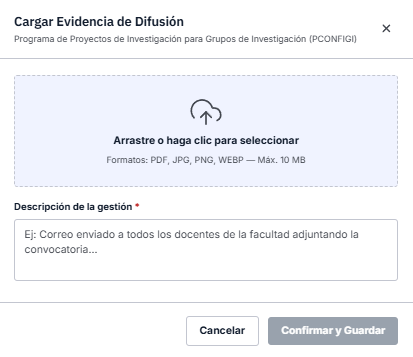 Cargar Evidencia de Difusión
Programa de Proyectos de Investigación para Grupos de Investigación (PCONFIGI)
Arrastre o haga clic para seleccionar
Formatos: PDF, JPG, PNG, WEBP — Máx. 10 MB
Descripción de la gestión *
Ej: Correo enviado a todos los docentes de la facultad adjuntando la
convocatoria...
Cancelar
Confirmar y Guardar